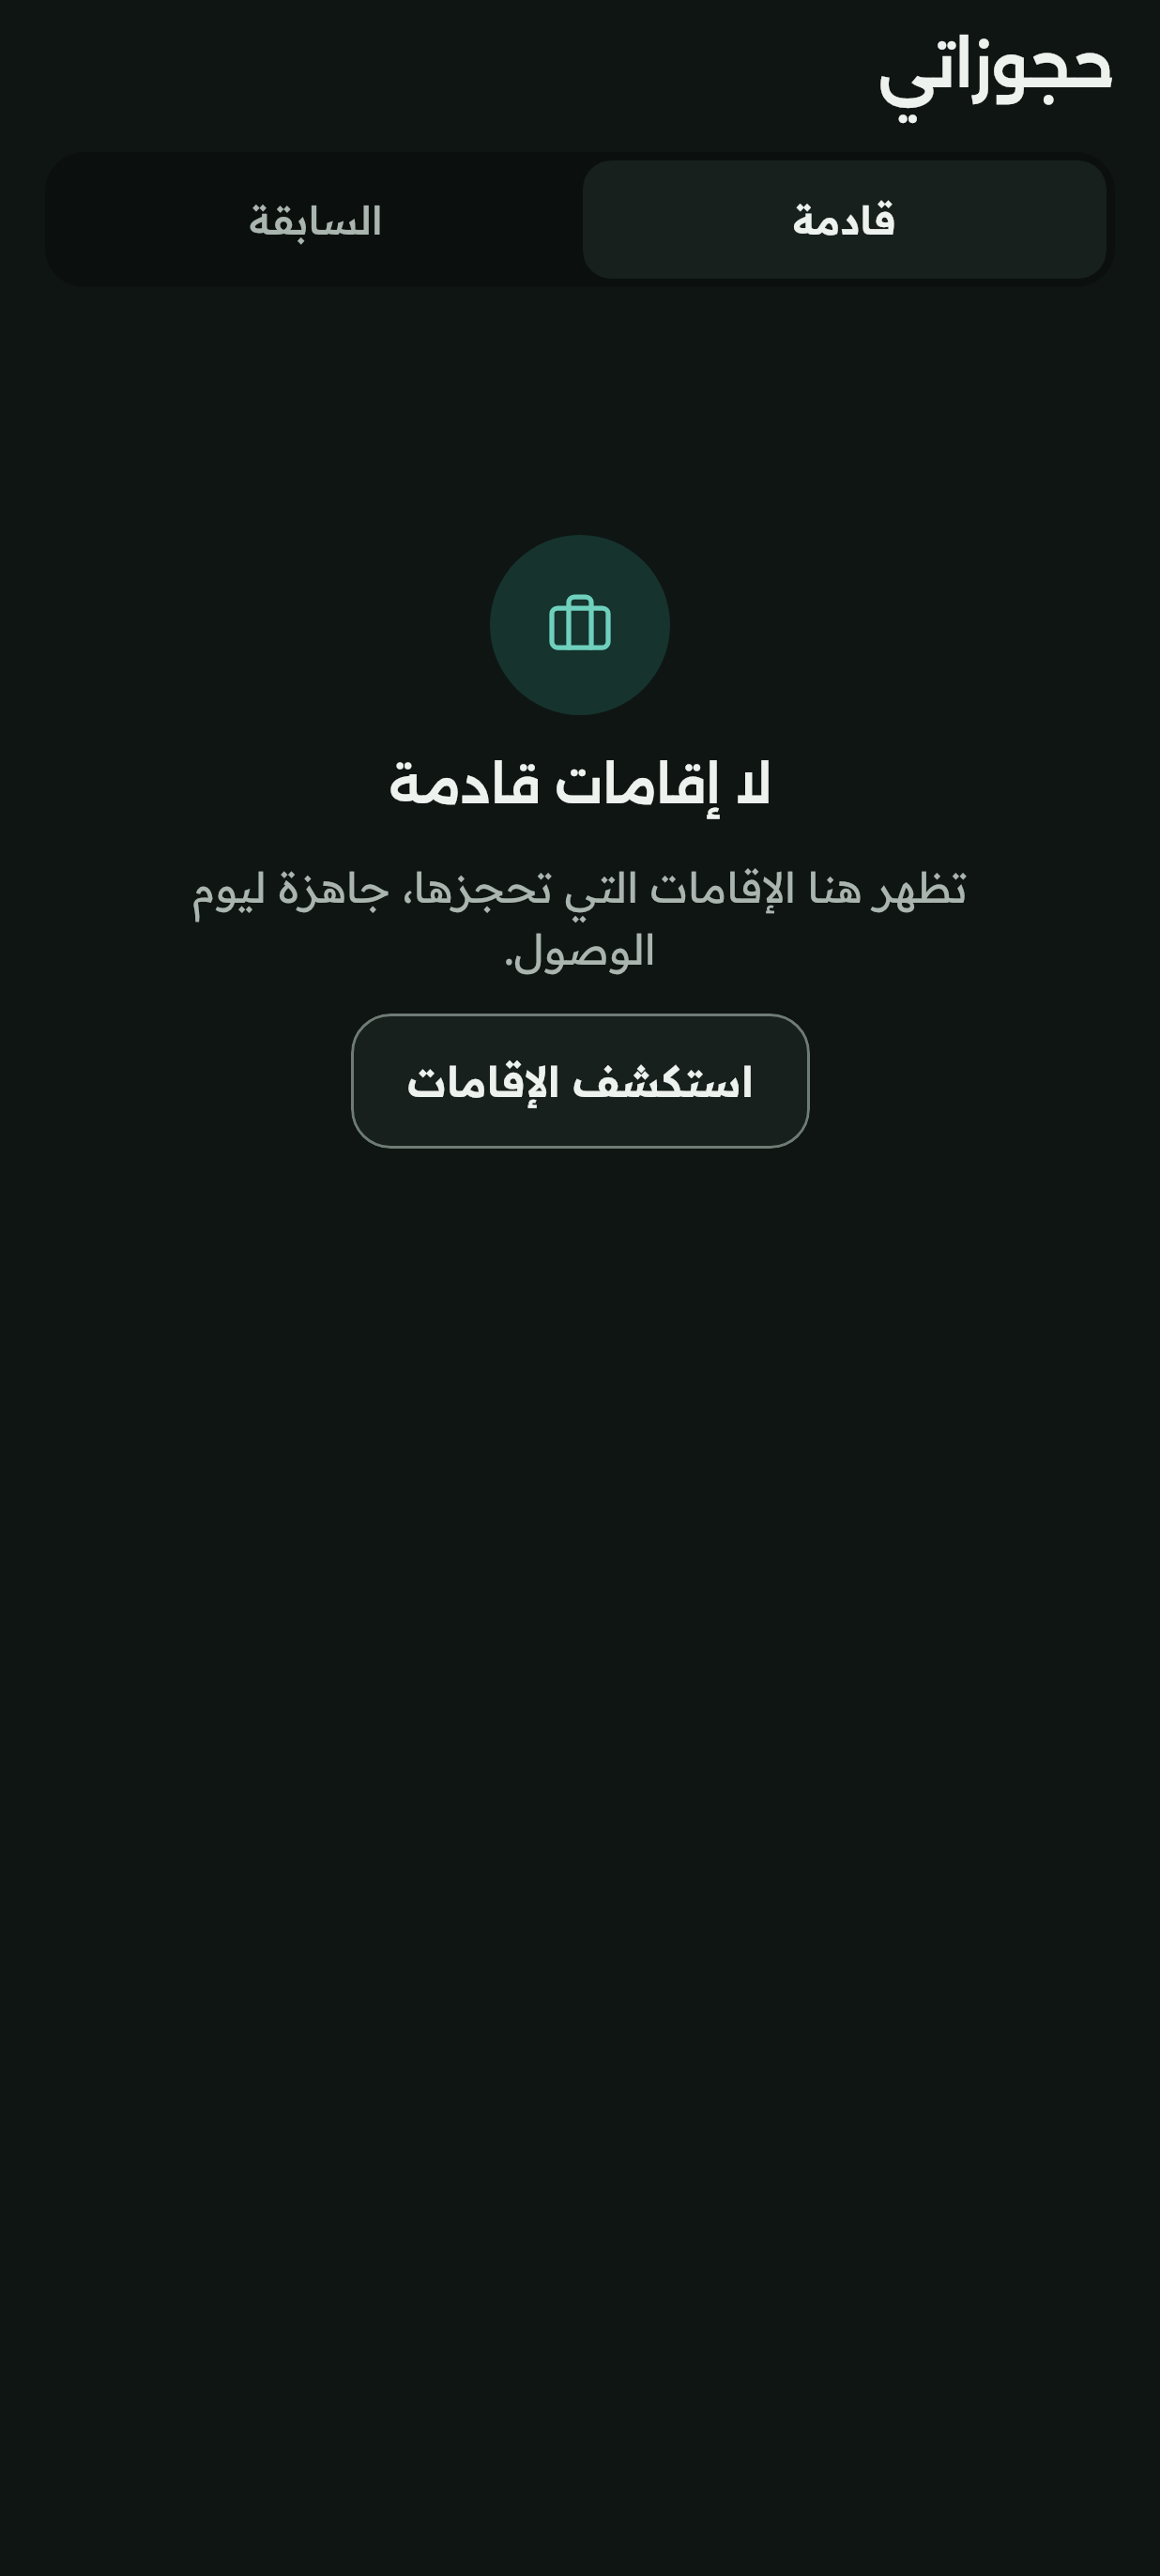 حجوزاتي
قادمة
السابقة
لا إقامات قادمة
تظهر هنا الإقامات التي تحجزها، جاهزة ليوم
الوصول.
استكشف الإقامات